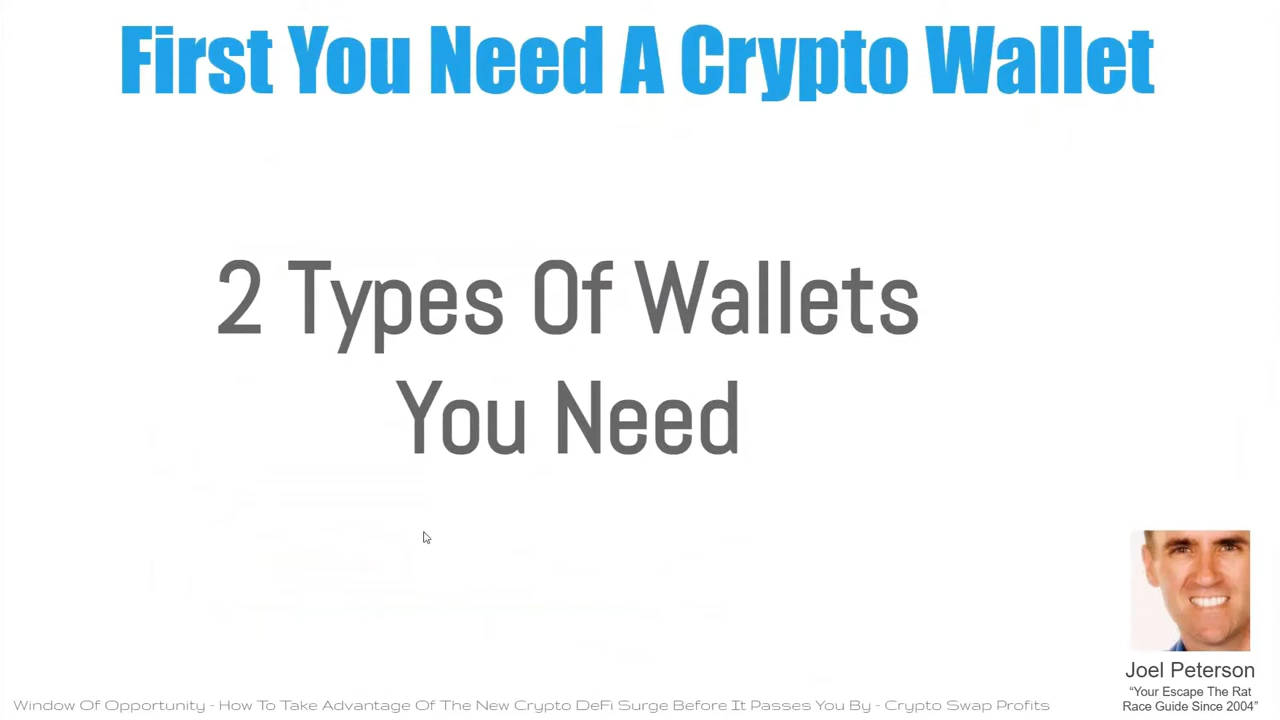 First You Need A Crypto Wallet
2 Types Of Wallets
You Need
Joel Peterson
“Your Escape The Rat
Race Guide Since 2004”
Window Of Opportunity - How To Take Advantage Of The New Crypto DeFi Surge Before It Passes You By - Crypto Swap Profits